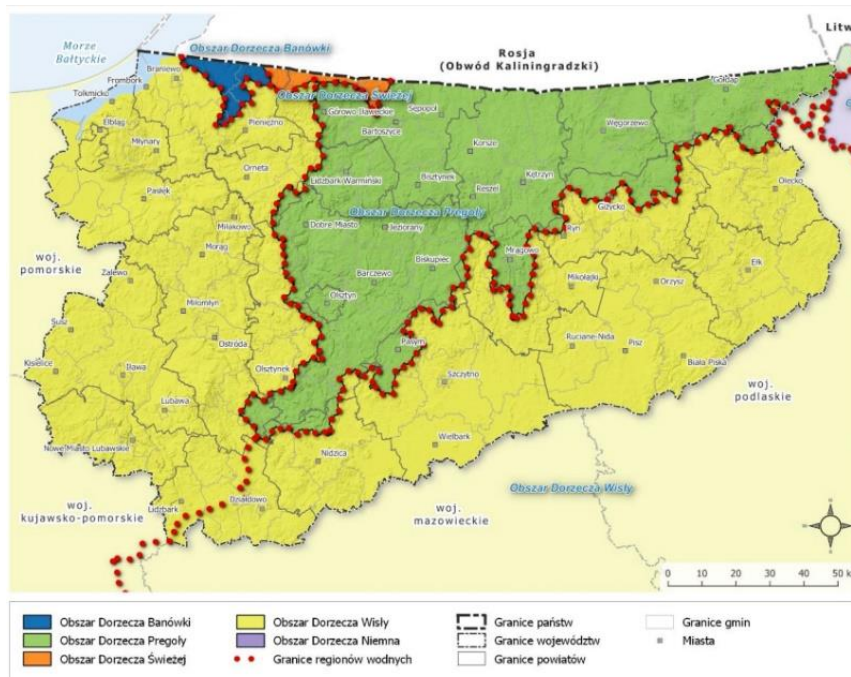 Morze
Bałtyckie
Obszar Dorzecza Banówki
Rosja
(Obwód Kaliningradzki)
Litw
Braniewo
Frombork
Tolkmicko
Obszar Dorzecza Świeżej
Gołdap
Elbląg
Pieniężno
Górowo Iławeckie
Sępopol
Bartoszyce
Węgorzewo
Młynary
Korsze
Orneta
Lidzbark Warmiński
Bisztynek
Reszel
Kętrzyn
Olecko
Pasłęk
Obszar Dorzecza Pregoły
Giżycko
Miłakowo
Dobre Miasto
Jeziorany
Ryn
woj.
pomorskie
Morąg
Mrągowo
Zalewo
Barczewo
Biskupiec
Mikołajki
Orzysz
Ełk
Miłomłyn
Olsztyn
Susz
Ostróda
Pasym
Ruciane-Nida
Pisz
Biała Piska
Kisielice
Iława
Olsztynek
Szczytno
woj.
podlaskie
Lubawa
Nowe Miasto Lubawskie
Wielbark
Nidzica
Obszar Dorzecza Wisły
woj.
kujawsko-pomorskie
Lidzbark
Działdowo
woj.
mazowieckie
0 10 20 30 40 50 k
Obszar Dorzecza Banówki
Obszar Dorzecza Wisły
Granice państw
Granice gmin
Obszar Dorzecza Pregoły
Obszar Dorzecza Niemna
Granice województw
Miasta
Obszar Dorzecza Świeżej
Granice regionów wodnych
Granice powiatów